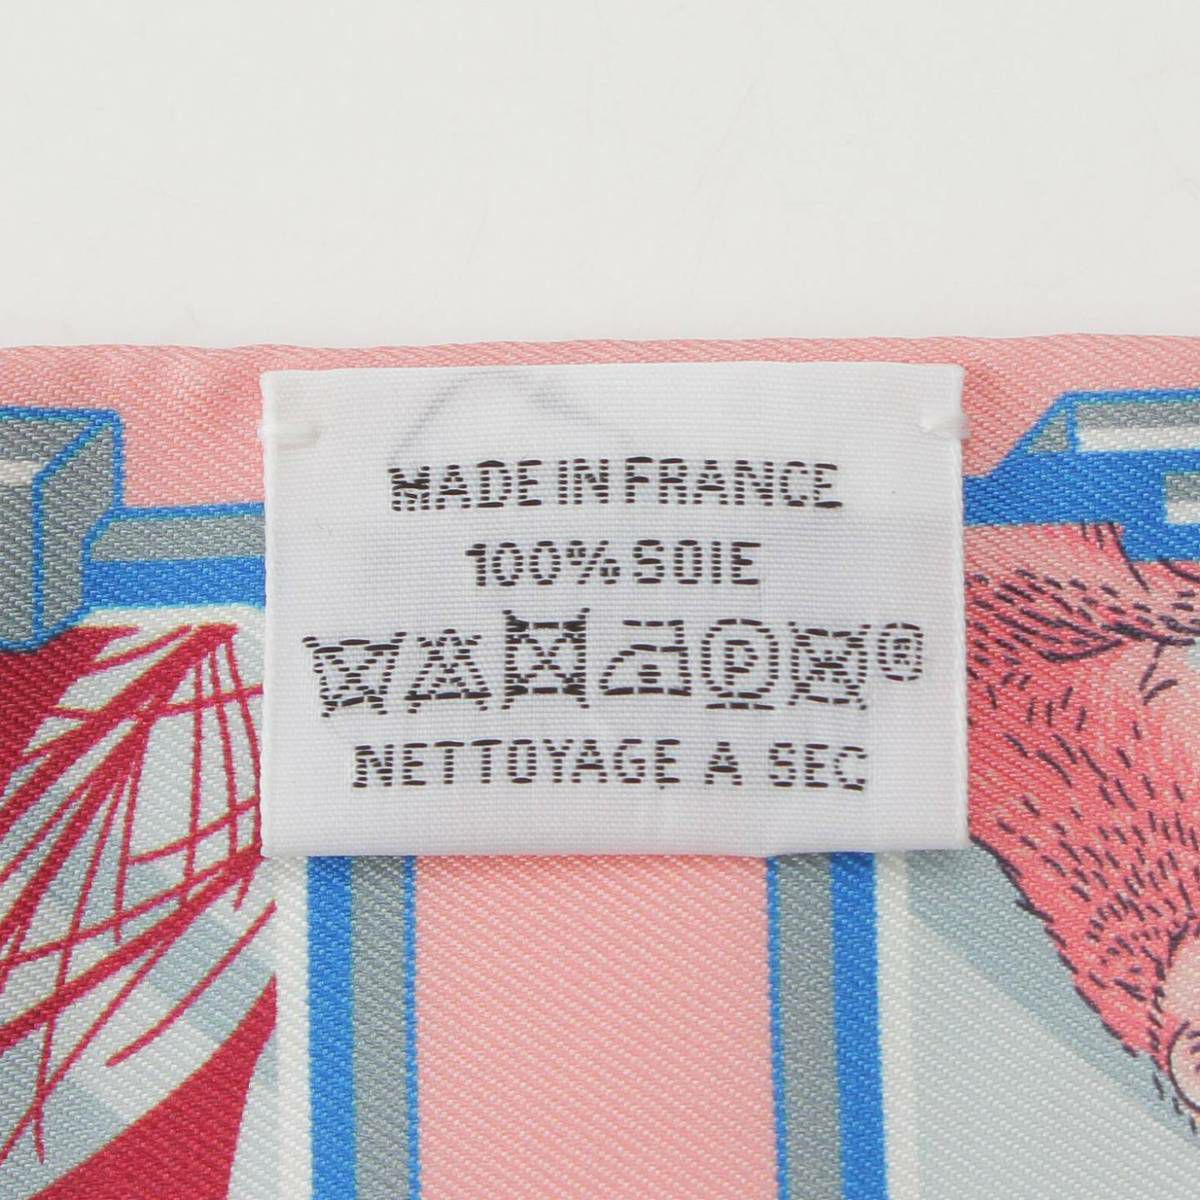 MADE IN FRANCE
100% SOIE
P ®
NETTOYAGE A SEC